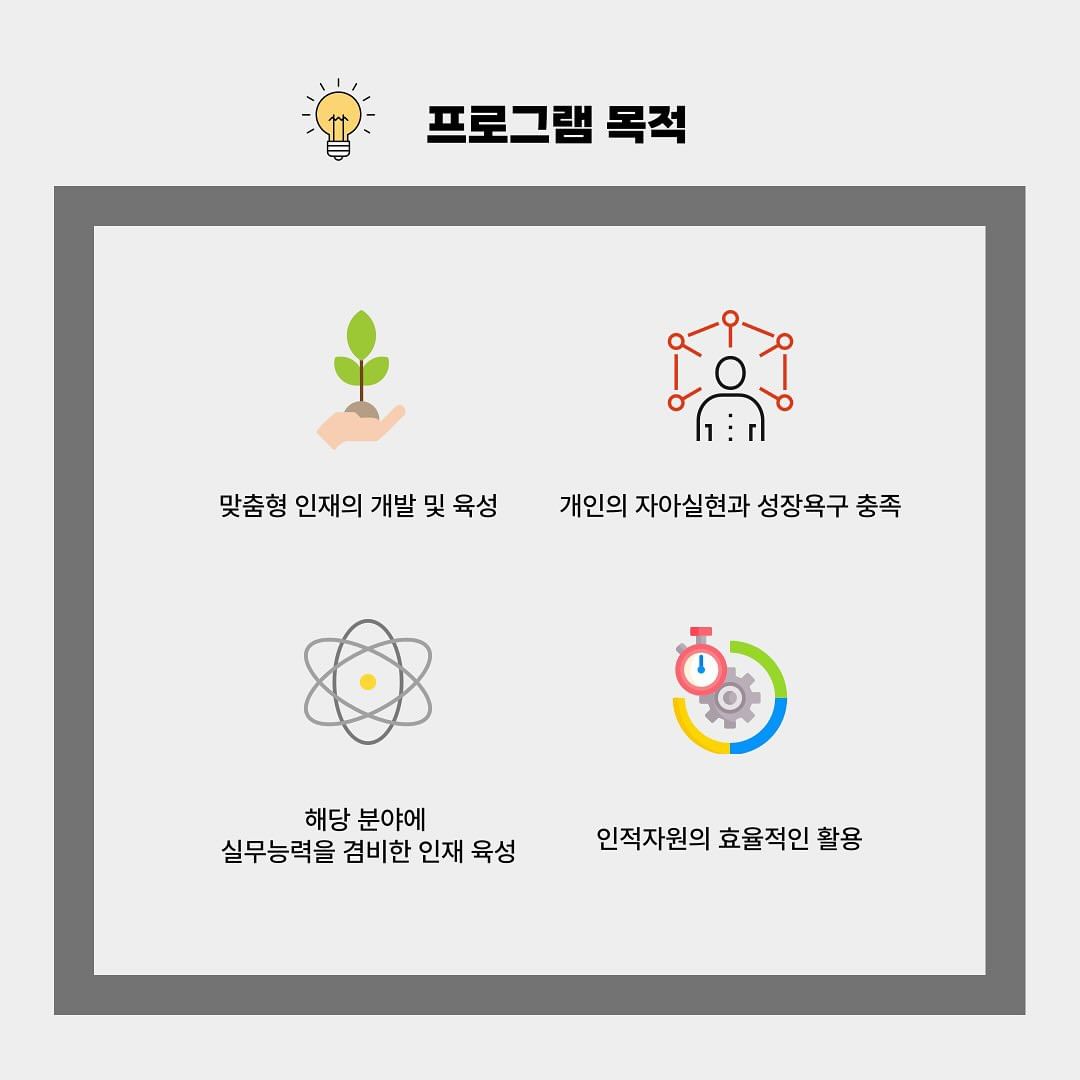 프로그램 목적
맞춤형 인재의 개발 및 육성
개인의 자아실현과 성장욕구 충족
해당 분야에
실무능력을 겸비한 인재 육성
인적자원의 효율적인 활용